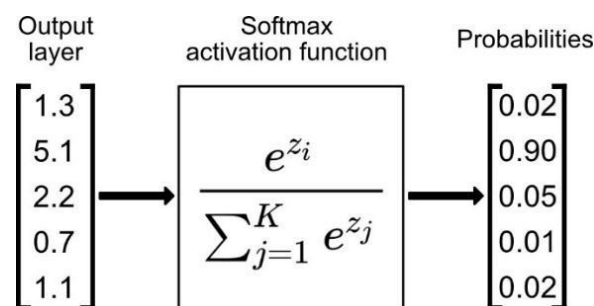 Output
layer
Softmax
activation function
Probabilities
1.3
5.1
2.2
0.7
1.1
e^{z_i}
\sum_{j=1}^{K} e^{z_j}
0.02
0.90
0.05
0.01
0.02